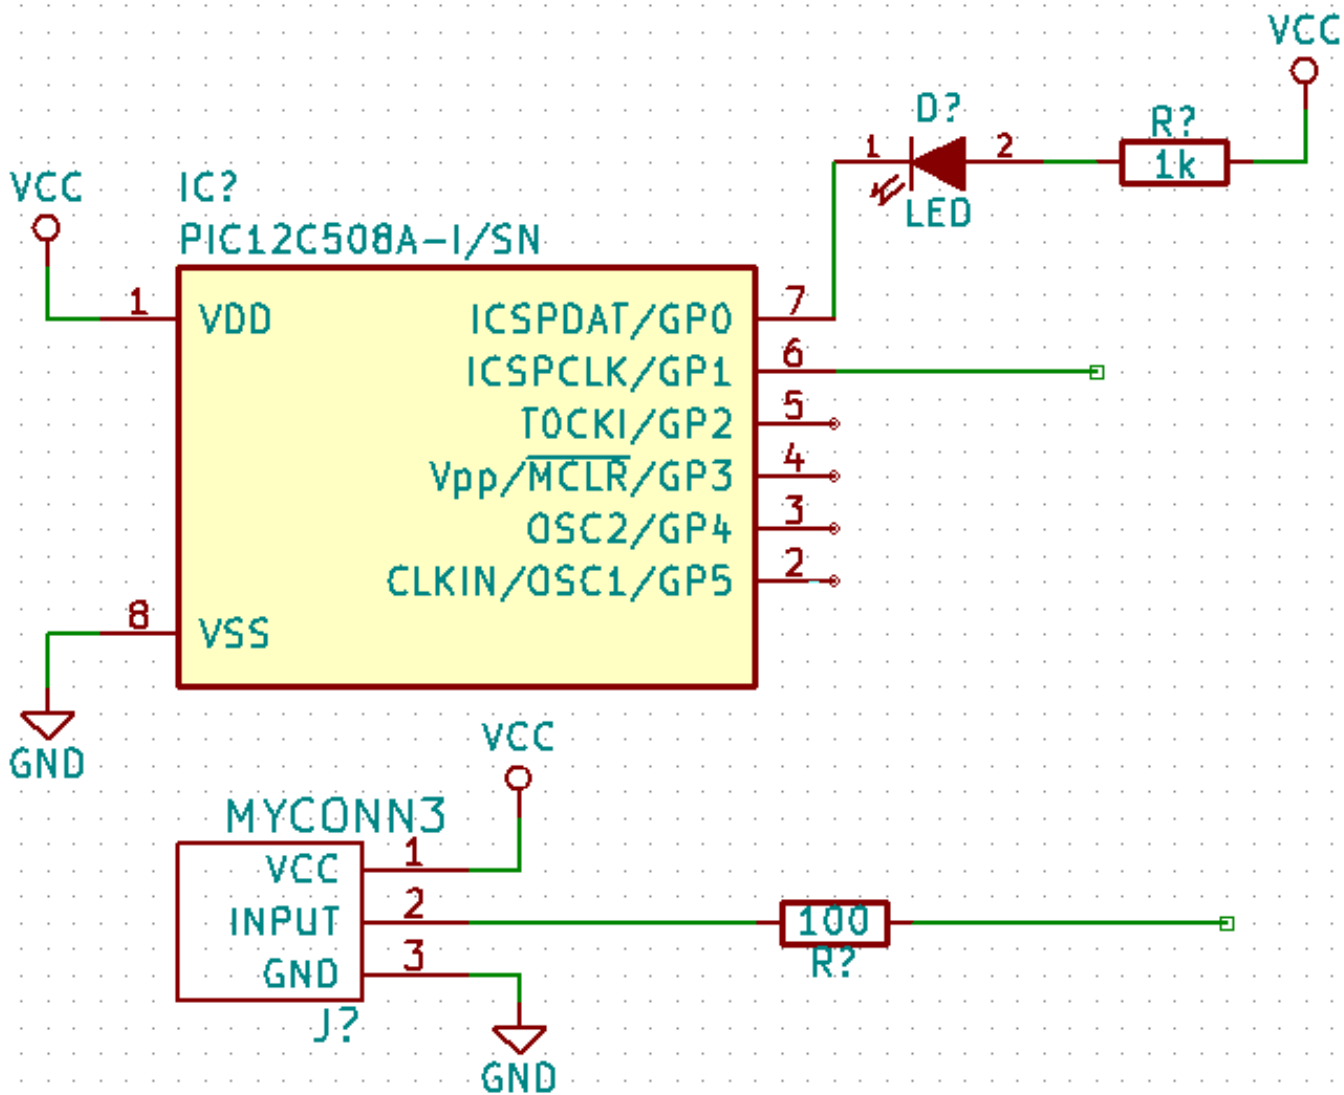 VCC
D?
R?
1
2
1k
LED
VCC
IC?
PIC12C508A-I/SN
1
VDD
ICSPDAT/GP0
7
ICSPCLK/GP1
6
T0CKI/GP2
5
Vpp/MCLR/GP3
4
OSC2/GP4
3
CLKIN/OSC1/GP5
2
8
VSS
GND
VCC
MYCONN3
VCC
1
INPUT
2
100
R?
GND
3
J?
GND